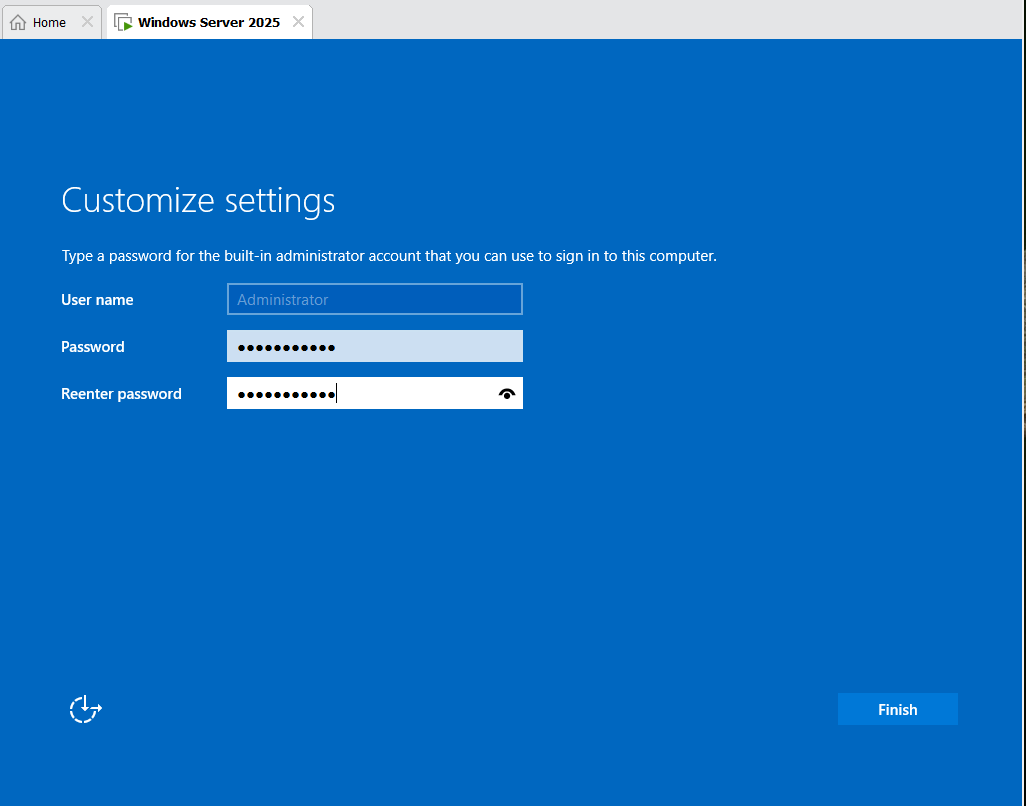 Home
Windows Server 2025
Customize settings
Type a password for the built-in administrator account that you can use to sign in to this computer.
User name
Administrator
Password
●●●●●●●●●●●
Reenter password
●●●●●●●●●●●
Finish